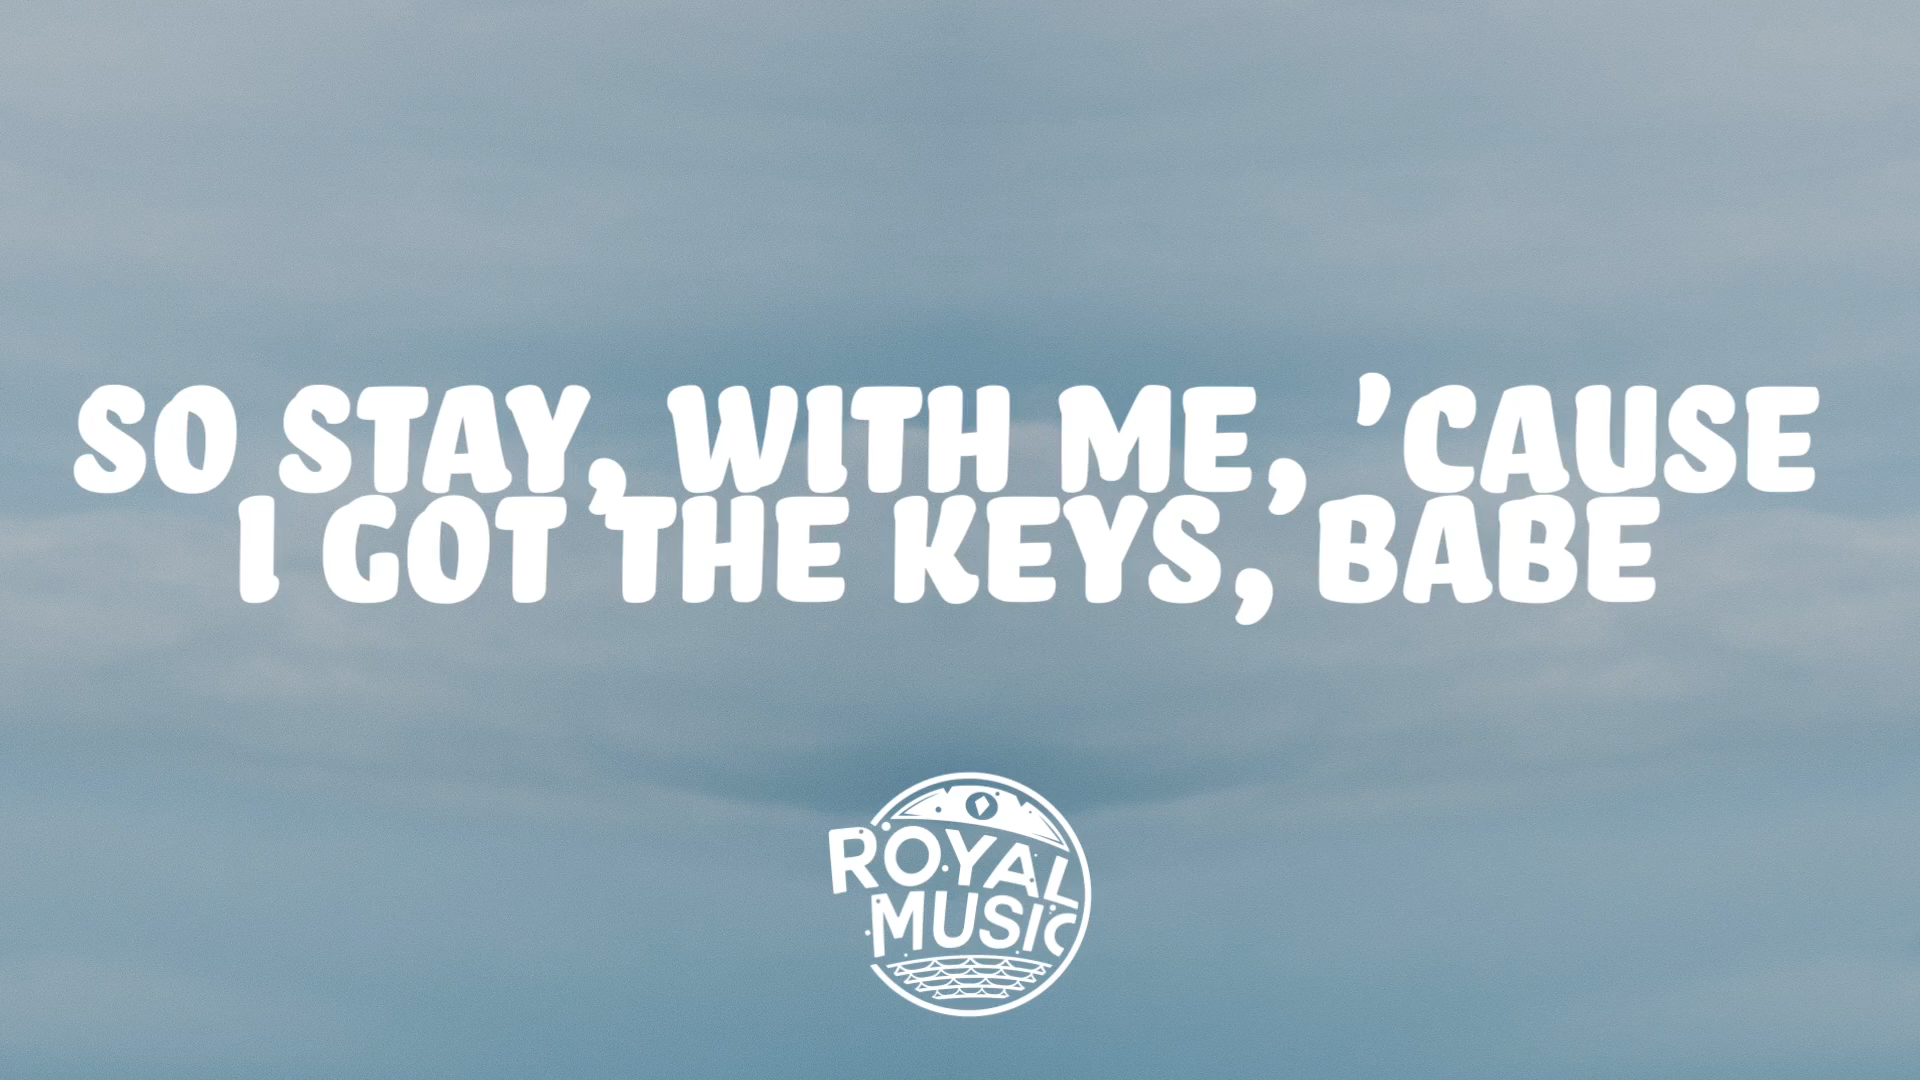 SO STAY, WITH ME, 'CAUSE
I GOT THE KEYS, BABE
ROYAL
MUSIC